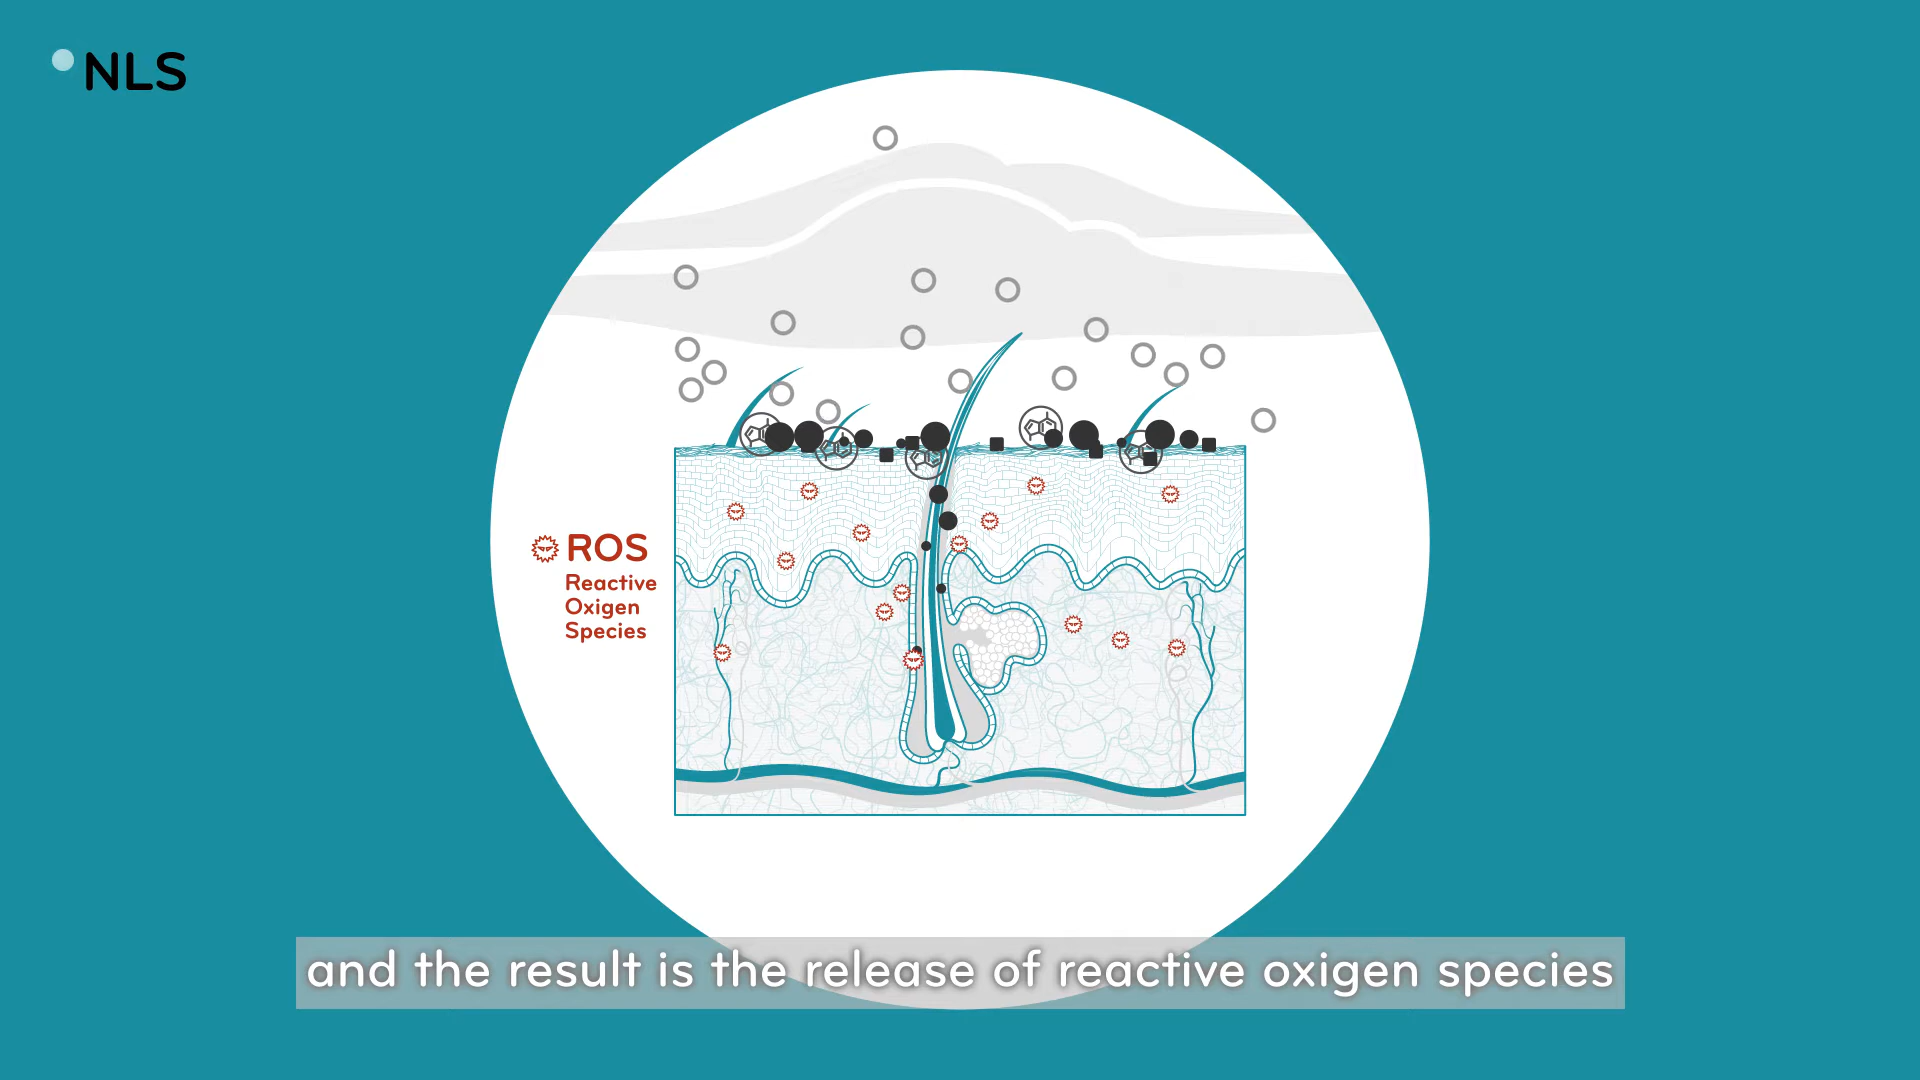 NLS
ROS
Reactive
Oxigen
Species
and the result is the release of reactive oxigen species